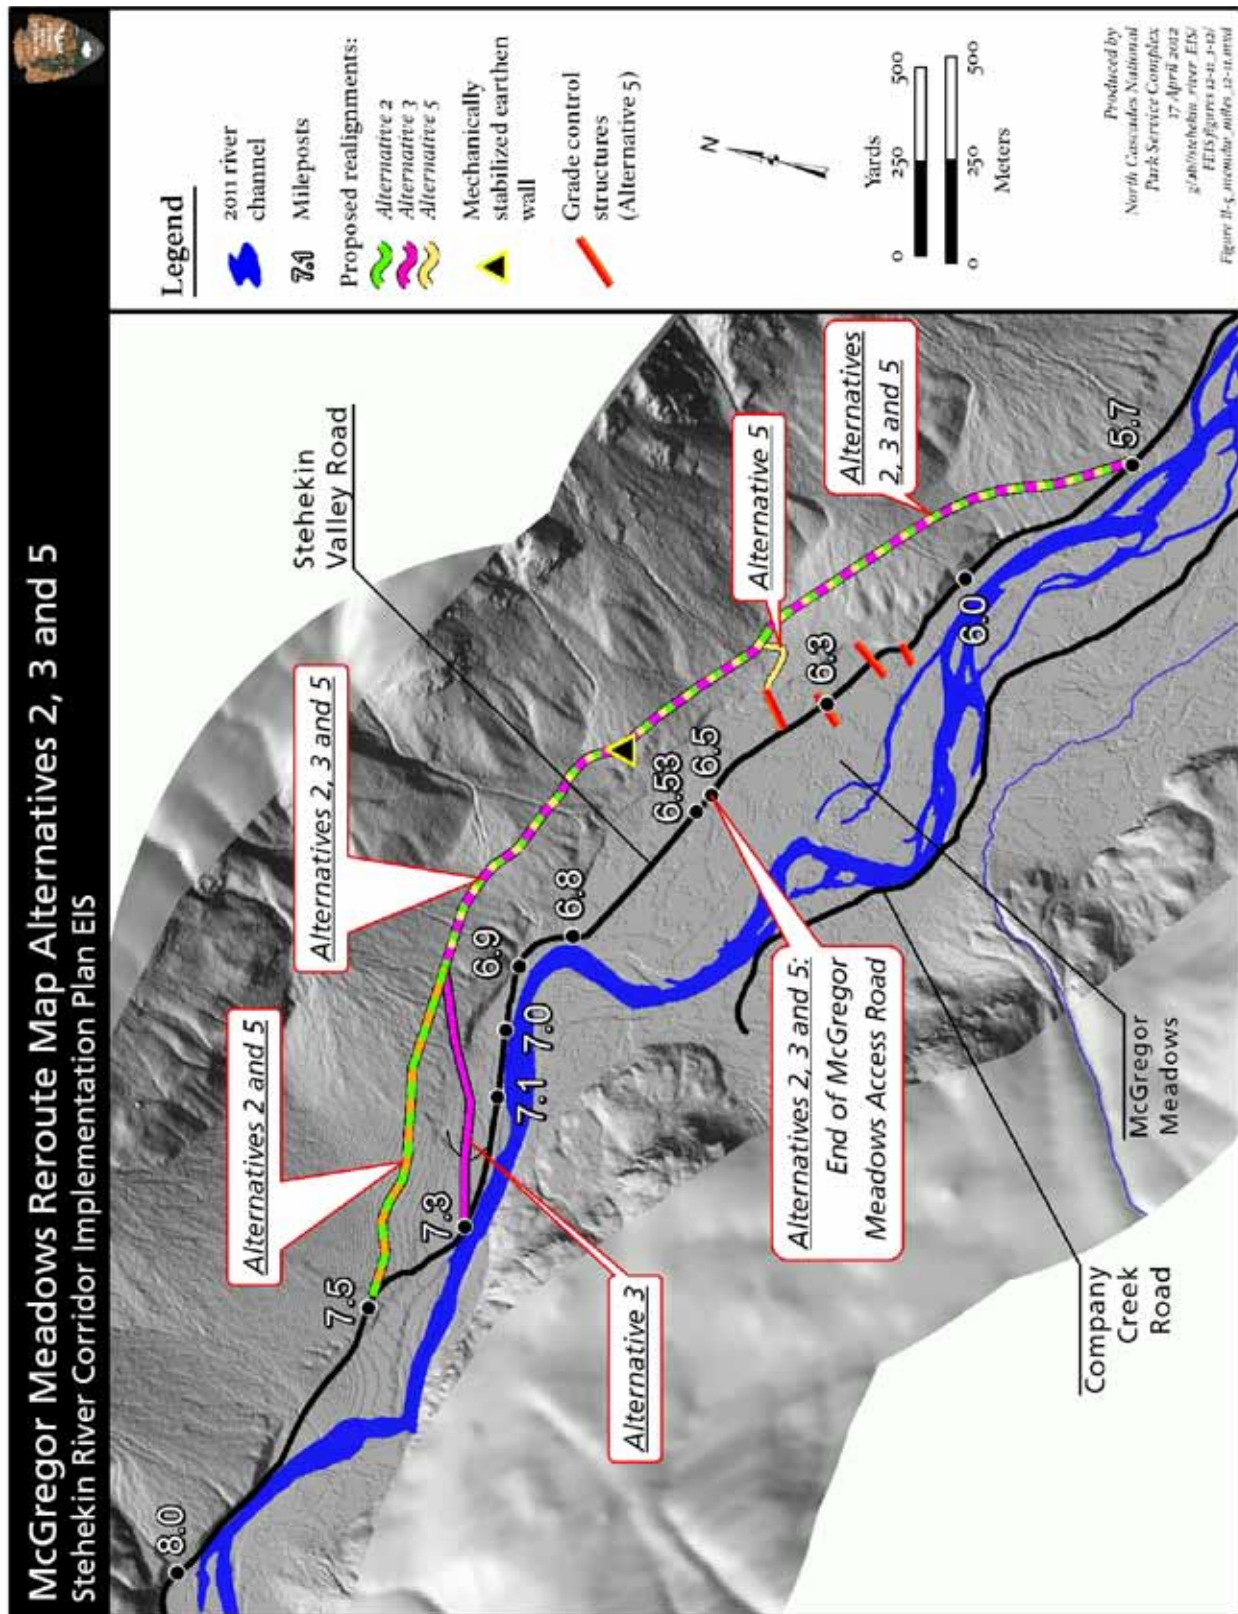 McGregor Meadows Reroute Map Alternatives 2, 3 and 5
Stehekin River Corridor Implementation Plan EIS
8.0
7.5
7.3
7.1
7.0
6.9
6.8
6.53
6.5
6.3
6.0
5.7
Alternatives 2 and 5
Alternatives 2, 3 and 5
Stehekin
Valley Road
Alternative 5
Alternatives
2, 3 and 5
Alternative 3
Alternatives 2, 3 and 5:
End of McGregor
Meadows Access Road
Company
Creek
Road
McGregor
Meadows
Legend
2011 river
channel
7.1
Mileposts
Proposed realignments:
Alternative 2
Alternative 3
Alternative 5
Mechanically
stabilized earthen
wall
Grade control
structures
(Alternative 5)
N
Yards
0 250 500
0 250 500
Meters
Produced by
North Cascades National
Park Service Complex
17 April 2012